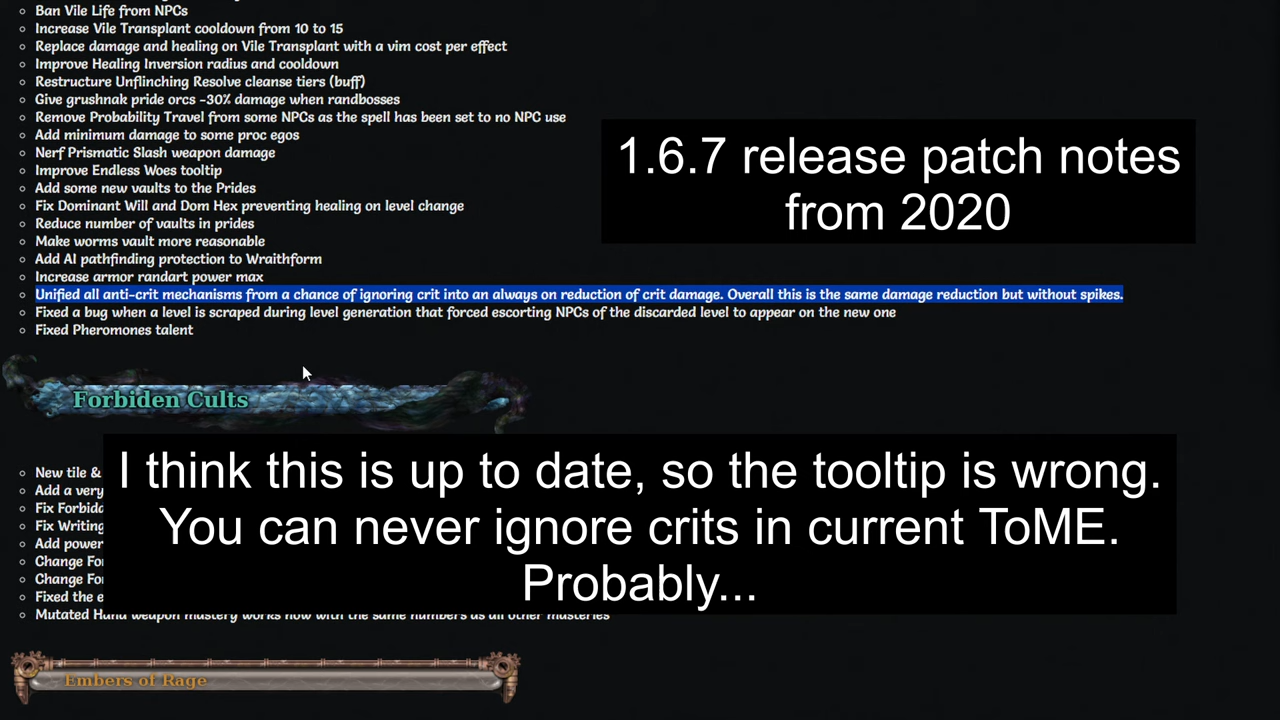 Ban Vile Life from NPCs
Increase Vile Transplant cooldown from 10 to 15
Replace damage and healing on Vile Transplant with a vim cost per effect
Improve Healing Inversion radius and cooldown
Restructure Unflinching Resolve cleanse tiers (buff)
Give grushnak pride orcs -30% damage when randbosses
Remove Probability Travel from some NPCs as the spell has been set to no NPC use
Add minimum damage to some proc egos
Nerf Prismatic Slash weapon damage
Improve Endless Woes tooltip
Add some new vaults to the Prides
Fix Dominant Will and Dom Hex preventing healing on level change
Reduce number of vaults in prides
Make worms vault more reasonable
Add AI pathfinding protection to Wraithform
Increase armor randart power max
Unified all anti-crit mechanisms from a chance of ignoring crit into an always on reduction of crit damage. Overall this is the same damage reduction but without spikes.
Fixed a bug when a level is scraped during level generation that forced escorting NPCs of the discarded level to appear on the new one
Fixed Pheromones talent
1.6.7 release patch notes
from 2020
Forbiden Cults
New tile &
Add a very
Fix
Fix Writing
Add power
Change
Change
Fixed the
Mutated Hand weapon mastery works now with the same numbers as all other masteries
I think this is up to date, so the tooltip is wrong.
You can never ignore crits in current ToME.
Probably...
Embers of Rage